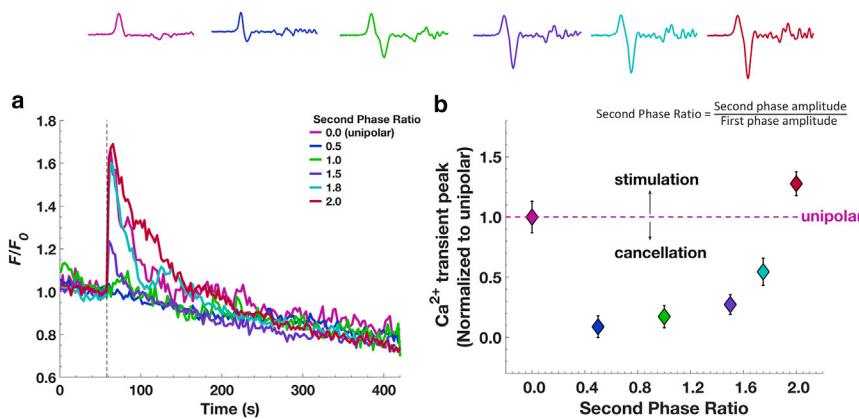 a
Second Phase Ratio
0.0 (unipolar)
0.5
1.0
1.5
1.8
2.0
1.8
1.6
1.4
1.2
1.0
0.8
0.6
F/F0
0 100 200 300 400
Time (s)
b
Second Phase Ratio = Second phase amplitude
First phase amplitude
1.5
1.0
0.5
0.0
Ca2+ transient peak
(Normalized to unipolar)
stimulation
unipolar
cancellation
0.0 0.4 0.8 1.2 1.6 2.0
Second Phase Ratio